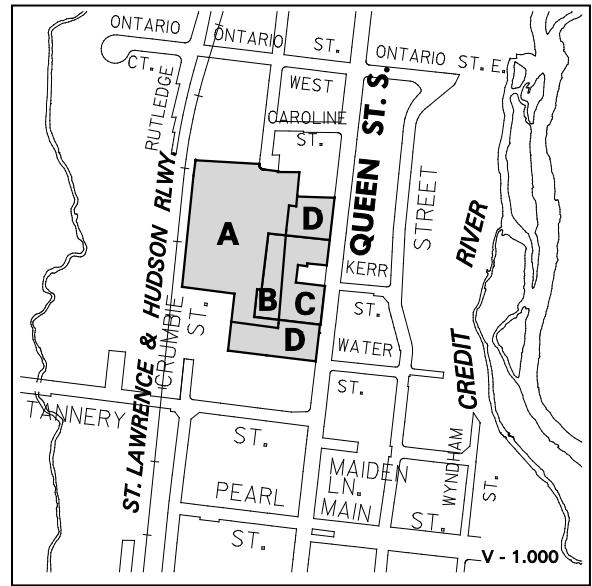 ONTARIO
ONTARIO
ST.
ONTARIO ST. E.
CT.
WEST
RUTLEDGE
CAROLINE
ST.
QUEEN ST. S.
STREET
ST. LAWRENCE & HUDSON RLWY.
A
D
RIVER
KERR
B
C
ST.
CRUMBIE
ST.
D
WATER
CREDIT
ST.
TANNERY
ST.
MAIDEN
LN.
WYNDHAM
ST.
PEARL
MAIN
ST.
ST.
V - 1.000